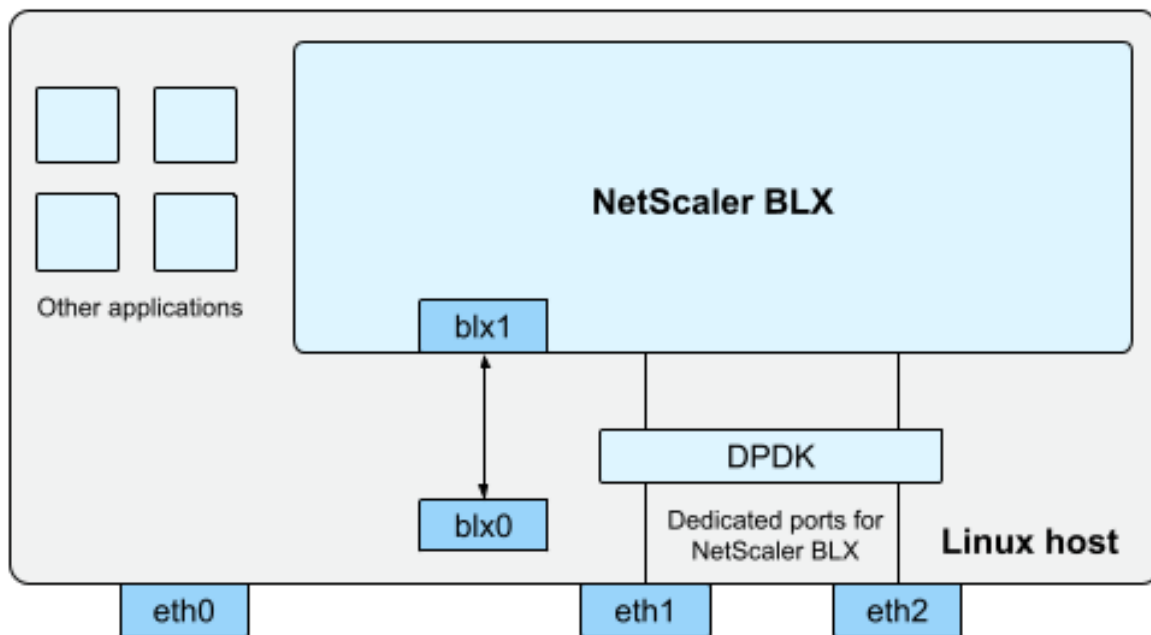 NetScaler BLX
Other applications
blx1
DPDK
blx0
Dedicated ports for
NetScaler BLX
Linux host
eth0
eth1
eth2